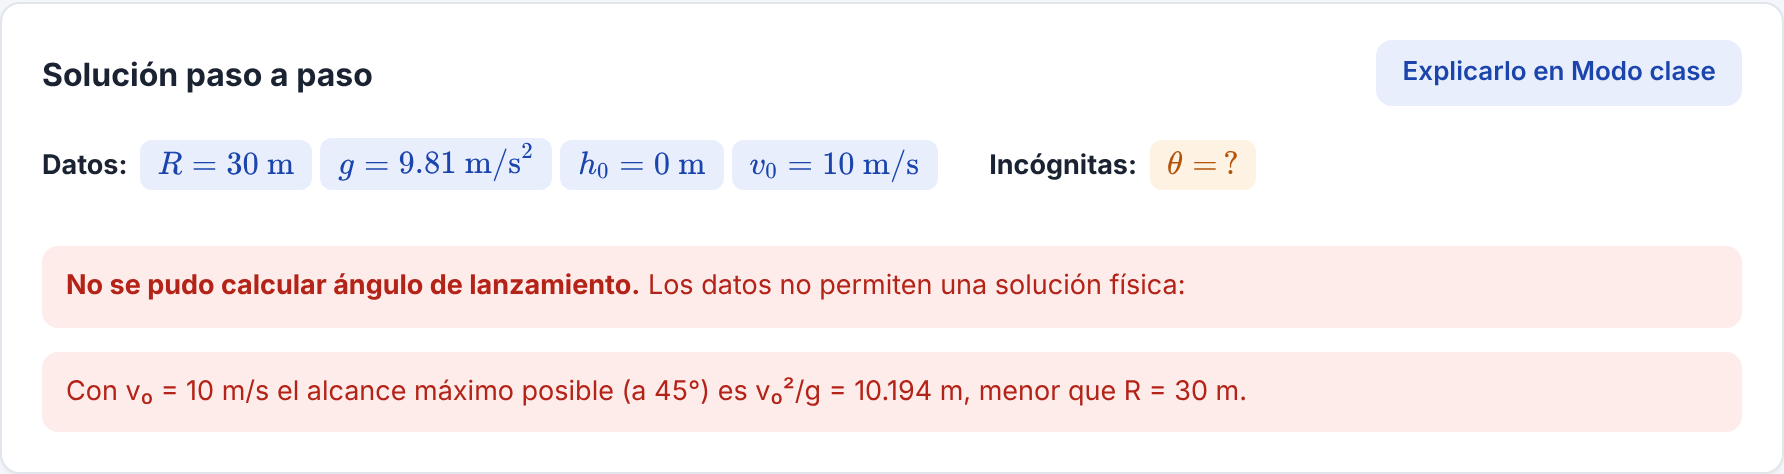 Solución paso a paso
Explicarlo en Modo clase
Datos: R = 30 m g = 9.81 m/s² h₀ = 0 m v₀ = 10 m/s Incógnitas: θ = ?
No se pudo calcular ángulo de lanzamiento. Los datos no permiten una solución física:
Con v₀ = 10 m/s el alcance máximo posible (a 45°) es v₀²/g = 10.194 m, menor que R = 30 m.